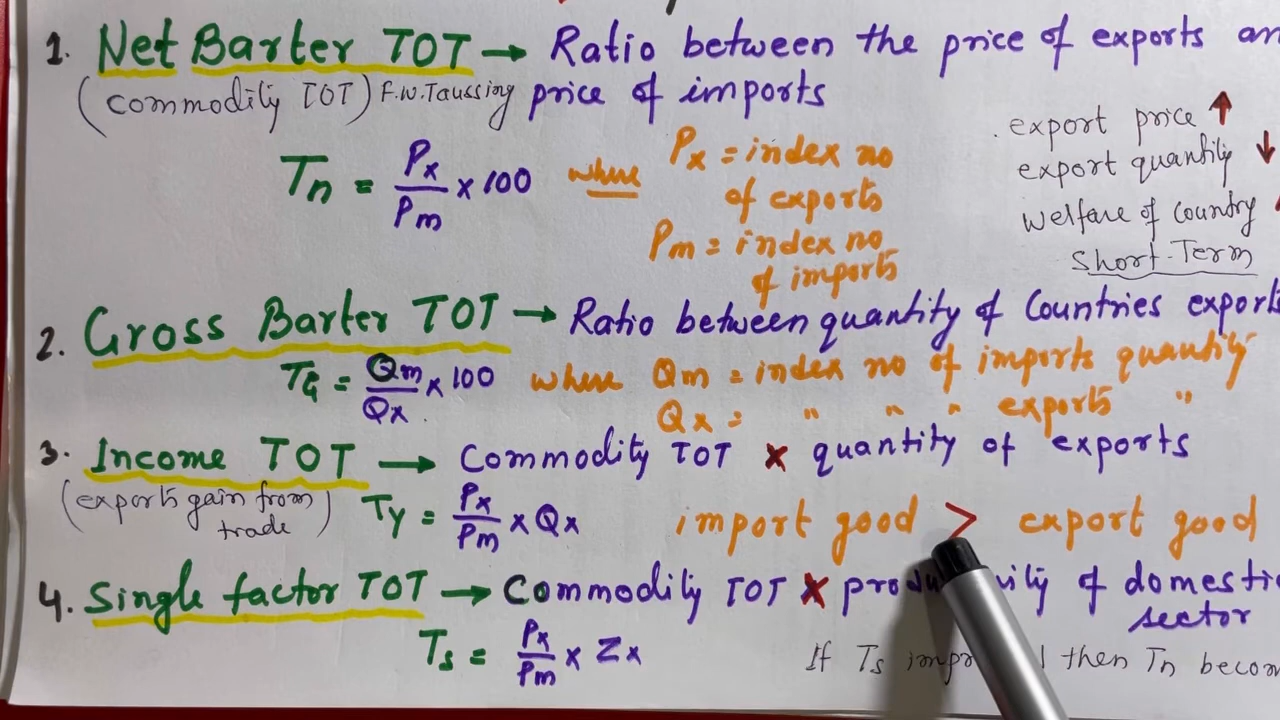 1. Net Barter TOT → Ratio between the price of exports an
(commodity TOT) F.W.Taussing price of imports
Tn = Px/Pm × 100 where Px = index no
of exports
Pm = index no
of imports
. export price ↑
export quantity ↓
welfare of country
Short-Term
2. Gross Barter TOT → Ratio between quantity of Countries exports
TG = Qm/Qx × 100 where Qm = index no of imports quantity
Qx = " " " exports "
3. Income TOT → Commodity TOT × quantity of exports
(exports gain from
trade)
Ty = Px/Pm × Qx import good > export good
4. Single factor TOT → Commodity TOT × of domestic
sector
Ts = Px/Pm × Zx If Ts then Tn becom